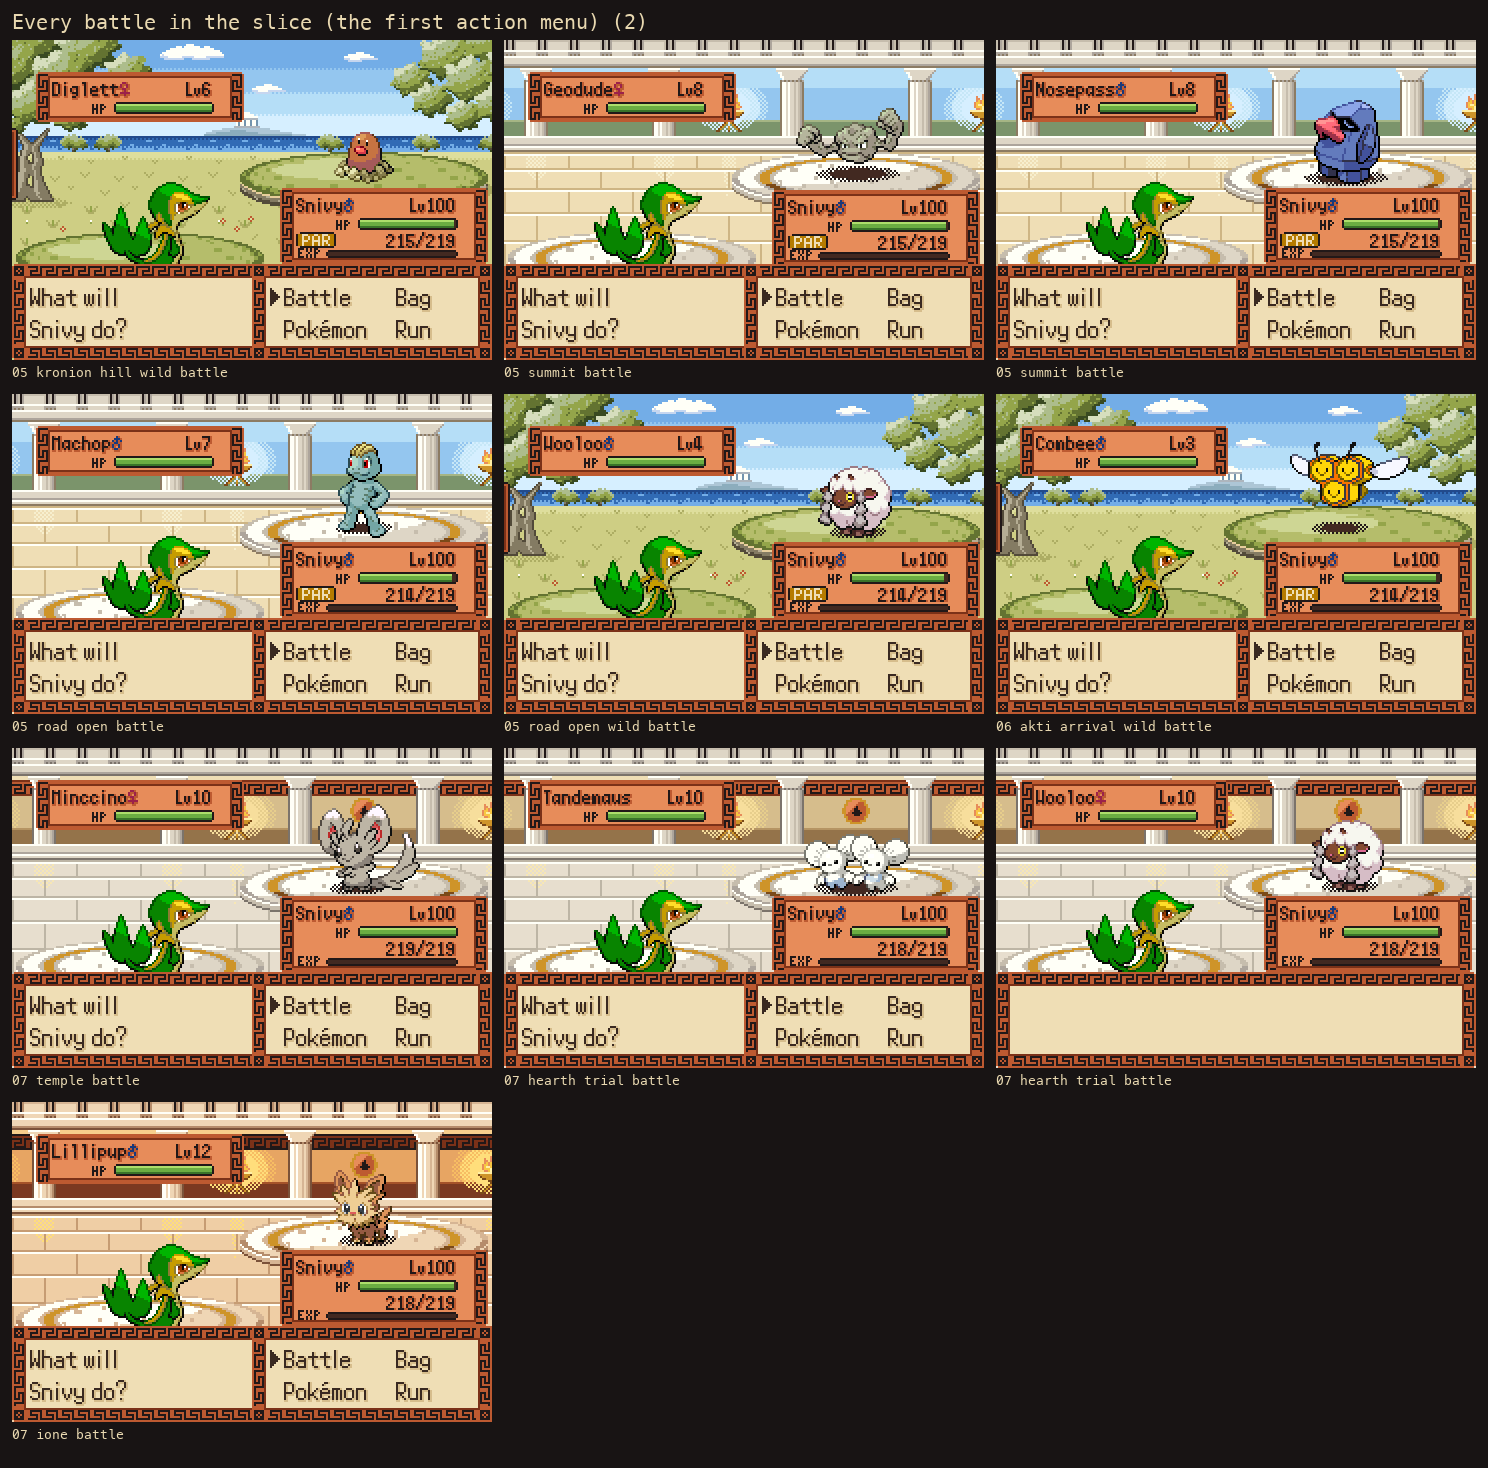 Every battle in the slice (the first action menu) (2)
Diglett♀ Lv6
HP
Snivy♂ Lv100
HP
PAR 215/219
EXP
What will
Snivy do?
Battle Bag
Pokémon Run
05 kronion hill wild battle
Geodude♀ Lv8
HP
Snivy♂ Lv100
HP
PAR 215/219
EXP
What will
Snivy do?
Battle Bag
Pokémon Run
05 summit battle
Nosepass♂ Lv8
HP
Snivy♂ Lv100
HP
PAR 215/219
EXP
What will
Snivy do?
Battle Bag
Pokémon Run
05 summit battle
Machop♂ Lv7
HP
Snivy♂ Lv100
HP
PAR 214/219
EXP
What will
Snivy do?
Battle Bag
Pokémon Run
05 road open battle
Wooloo♂ Lv4
HP
Snivy♂ Lv100
HP
PAR 214/219
EXP
What will
Snivy do?
Battle Bag
Pokémon Run
05 road open wild battle
Combee♂ Lv3
HP
Snivy♂ Lv100
HP
PAR 214/219
EXP
What will
Snivy do?
Battle Bag
Pokémon Run
06 akti arrival wild battle
Minccino♀ Lv10
HP
Snivy♂ Lv100
HP
219/219
EXP
What will
Snivy do?
Battle Bag
Pokémon Run
07 temple battle
Tandemaus Lv10
HP
Snivy♂ Lv100
HP
218/219
EXP
What will
Snivy do?
Battle Bag
Pokémon Run
07 hearth trial battle
Wooloo♀ Lv10
HP
Snivy♂ Lv100
HP
218/219
EXP
07 hearth trial battle
Lillipup♂ Lv12
HP
Snivy♂ Lv100
HP
218/219
EXP
What will
Snivy do?
Battle Bag
Pokémon Run
07 ione battle